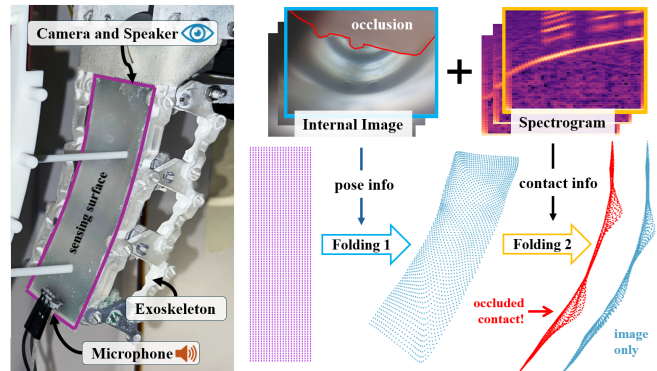 Camera and Speaker
sensing surface
Exoskeleton
Microphone
occlusion
+
Internal Image
Spectrogram
pose info
contact info
Folding 1
Folding 2
occluded
contact!
image
only